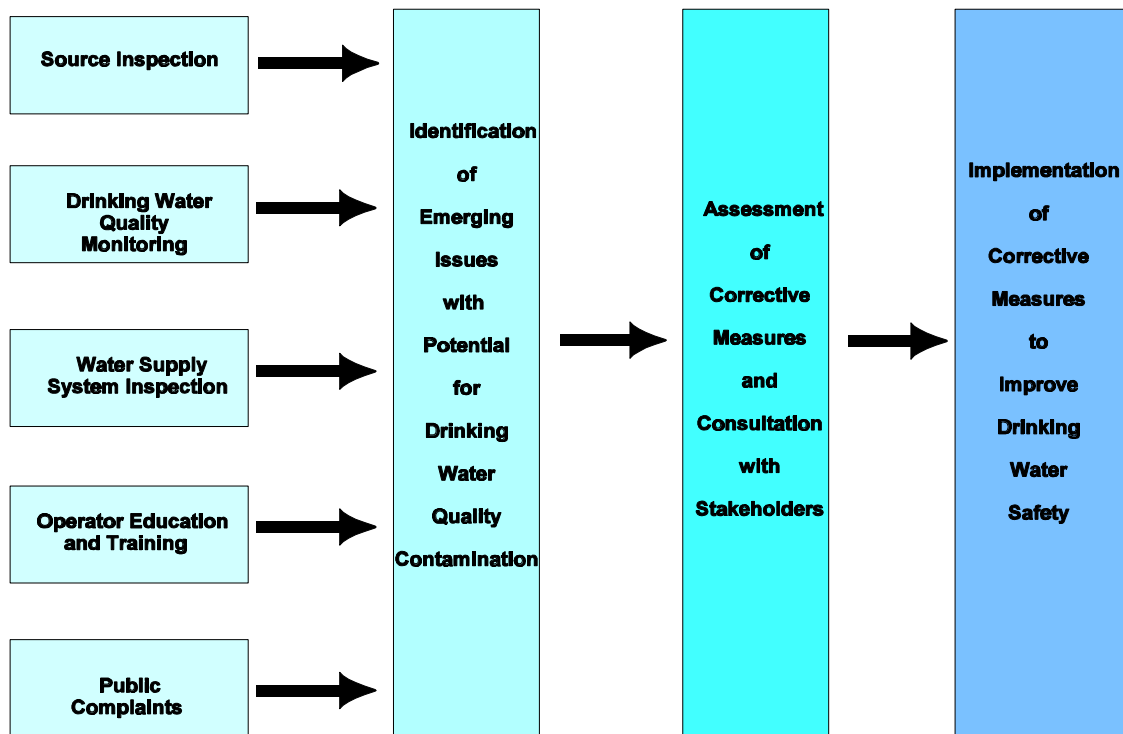 Source Inspection
Drinking Water
Quality
Monitoring
Water Supply
System Inspection
Operator Education
and Training
Public
Complaints
Identification
of
Emerging
Issues
with
Potential
for
Drinking
Water
Quality
Contamination
Assessment
of
Corrective
Measures
and
Consultation
with
Stakeholders
Implementation
of
Corrective
Measures
to
Improve
Drinking
Water
Safety